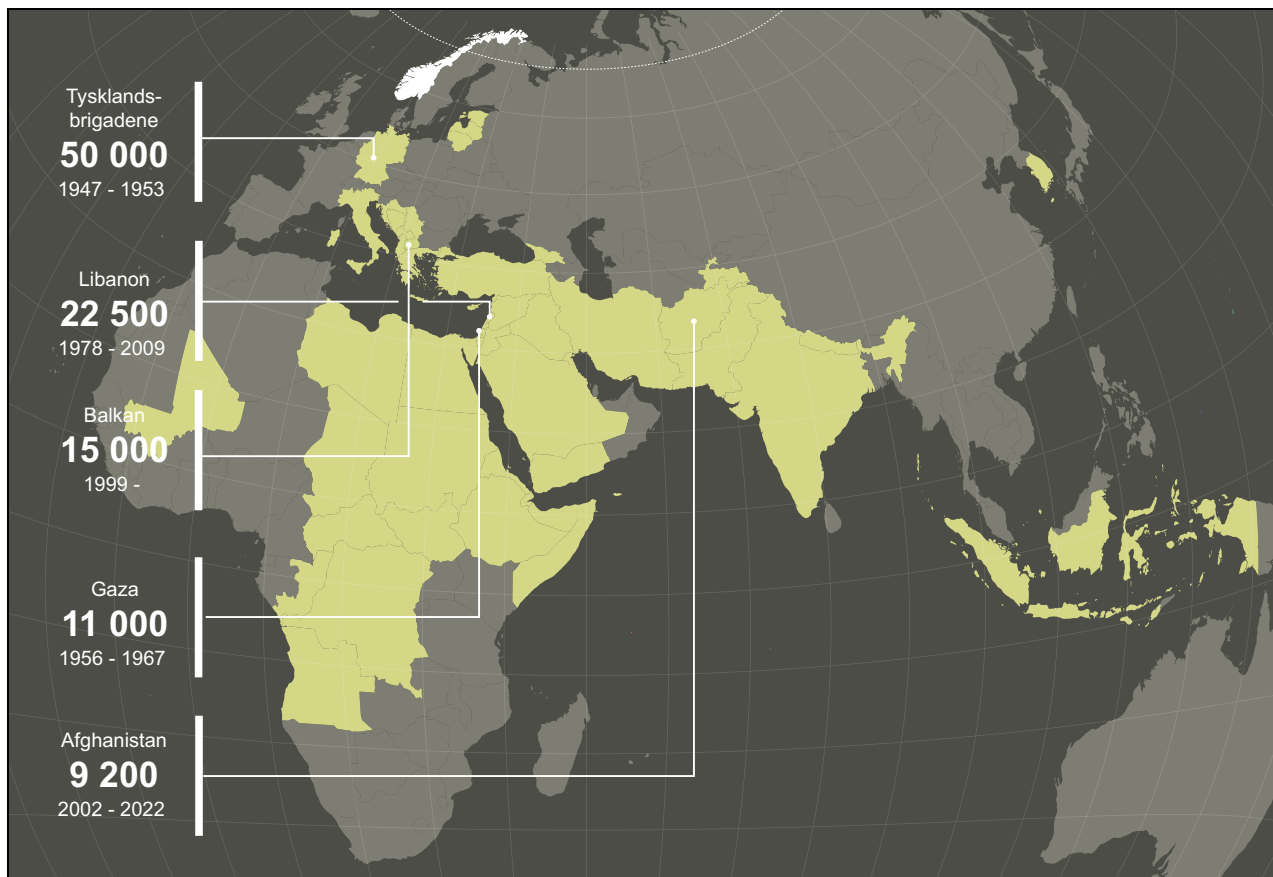 Tysklands-
brigadene
50 000
1947 - 1953
Libanon
22 500
1978 - 2009
Balkan
15 000
1999 -
Gaza
11 000
1956 - 1967
Afghanistan
9 200
2002 - 2022